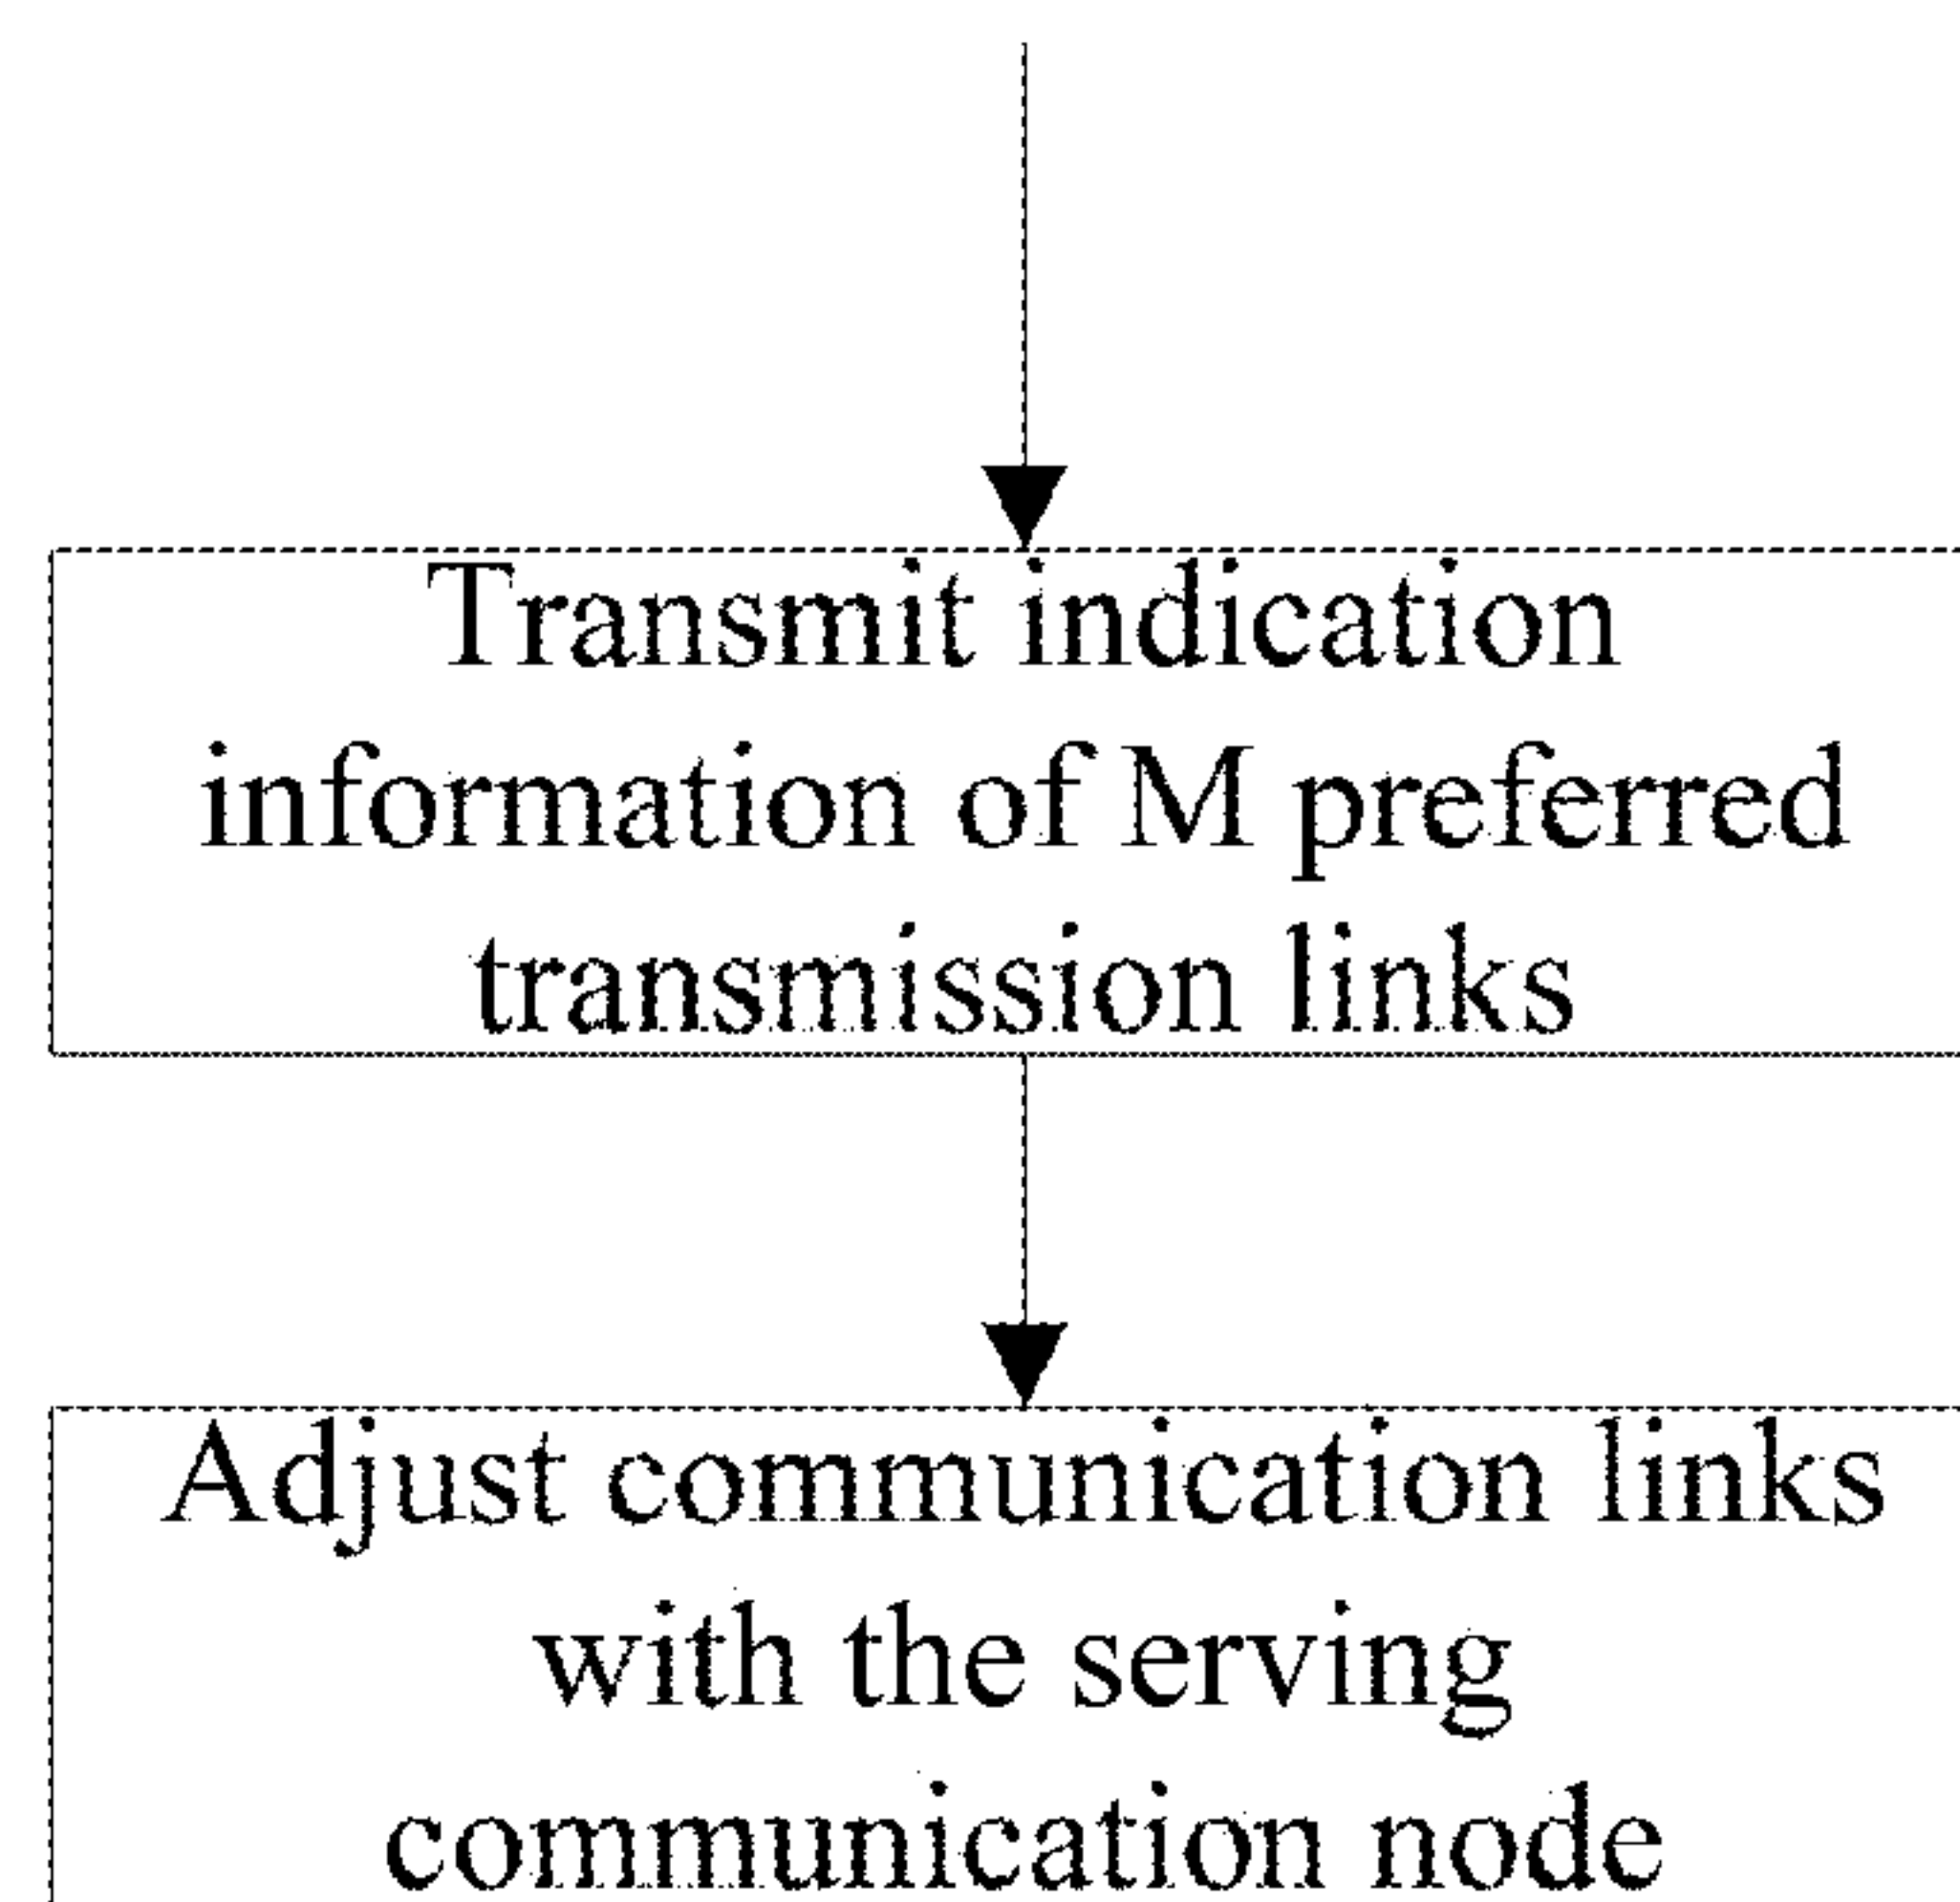 Transmit indication
information of M preferred
transmission links
Adjust communication links
with the serving
communication node